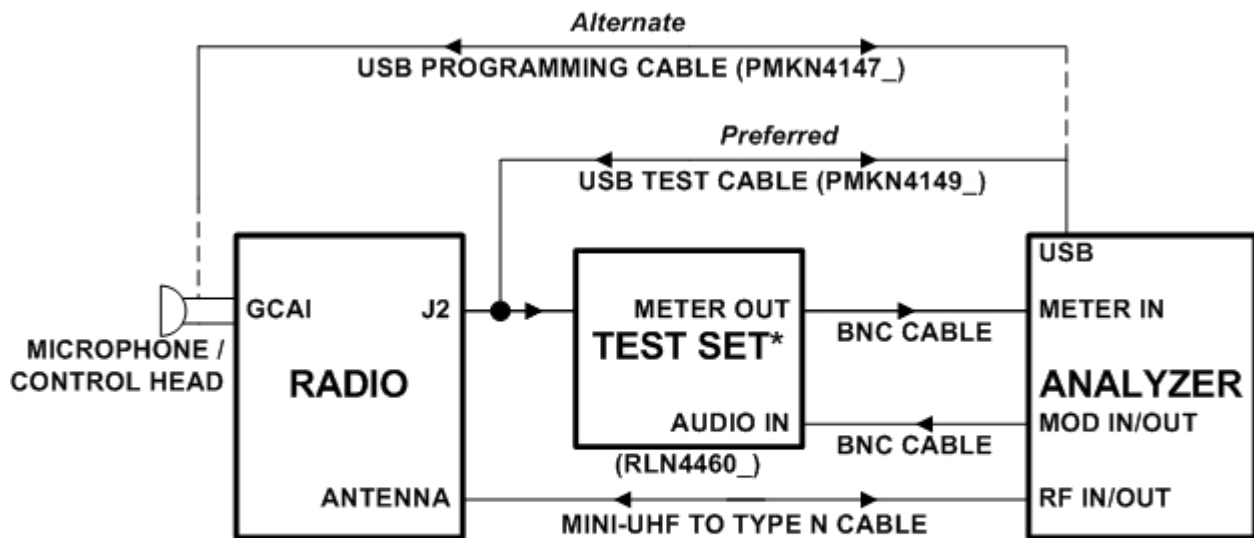 Alternate
USB PROGRAMMING CABLE (PMKN4147_)
Preferred
USB TEST CABLE (PMKN4149_)
USB
GCAI
J2
METER OUT
BNC CABLE
METER IN
MICROPHONE /
CONTROL HEAD
RADIO
TEST SET*
ANALYZER
AUDIO IN
BNC CABLE
MOD IN/OUT
(RLN4460_)
ANTENNA
MINI-UHF TO TYPE N CABLE
RF IN/OUT